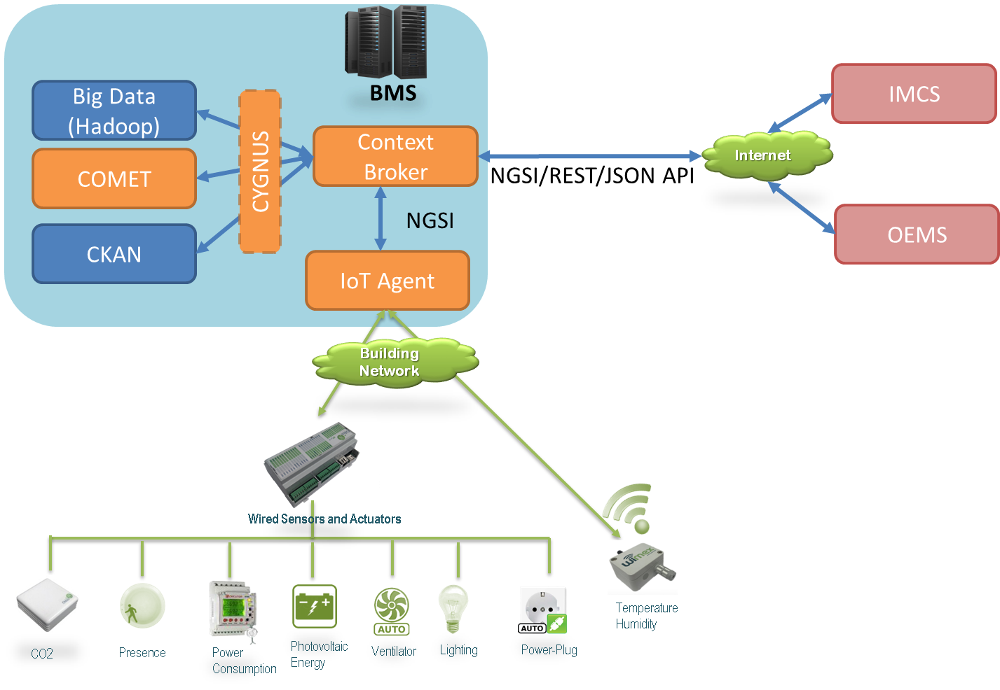 BMS
Big Data
(Hadoop)
COMET
CKAN
CYGNUS
Context
Broker
NGSI
IoT Agent
NGSI/REST/JSON API
Internet
IMCS
OEMS
Building
Network
Wired Sensors and Actuators
wimex
CO2
Presence
Power
Consumption
Photovoltaic
Energy
AUTO
Ventilator
Lighting
AUTO
Power-Plug
Temperature
Humidity